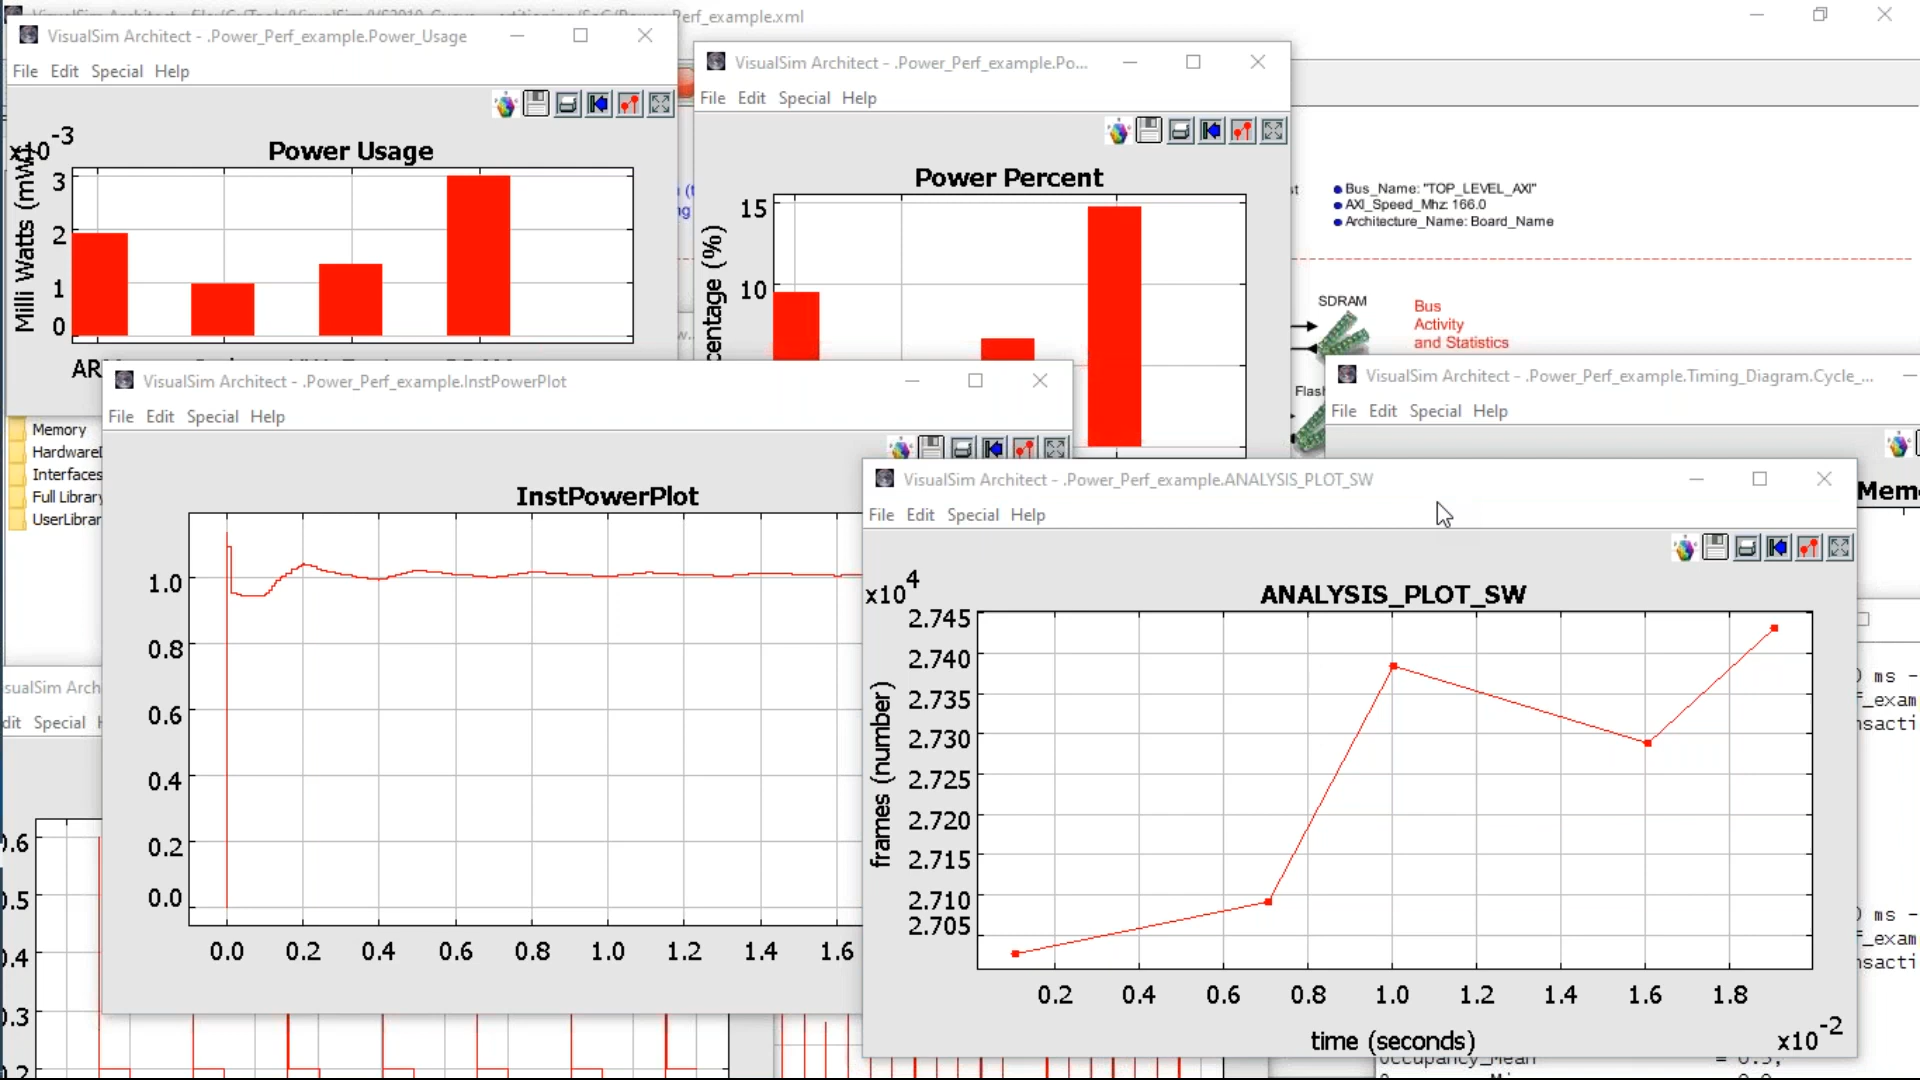 VisualSim Architect - .Power_Perf_example.Power_Usage
File Edit Special Help
x10 -3
Power Usage
Milli Watts (mW)
3
2
1
0
VisualSim Architect - .Power_Perf_example.Po...
File Edit Special Help
Power Percent
15
10
Bus_Name: "TOP_LEVEL_AXI"
AXI_Speed_Mhz: 166.0
Architecture_Name: Board_Name
SDRAM
Bus
Activity
and Statistics
Flash
VisualSim Architect - .Power_Perf_example.Timing_Diagram.Cycle_...
File Edit Special Help
Memory
Interfaces
Full Library
VisualSim Architect - .Power_Perf_example.InstPowerPlot
File Edit Special Help
InstPowerPlot
1.0
0.8
0.6
0.4
0.2
0.0
0.0 0.2 0.4 0.6 0.8 1.0 1.2 1.4 1.6
VisualSim Architect - .Power_Perf_example.ANALYSIS_PLOT_SW
File Edit Special Help
x10 4
ANALYSIS_PLOT_SW
frames (number)
2.745
2.740
2.735
2.730
2.725
2.720
2.715
2.710
2.705
0.2 0.4 0.6 0.8 1.0 1.2 1.4 1.6 1.8
time (seconds)
x10 -2
Special